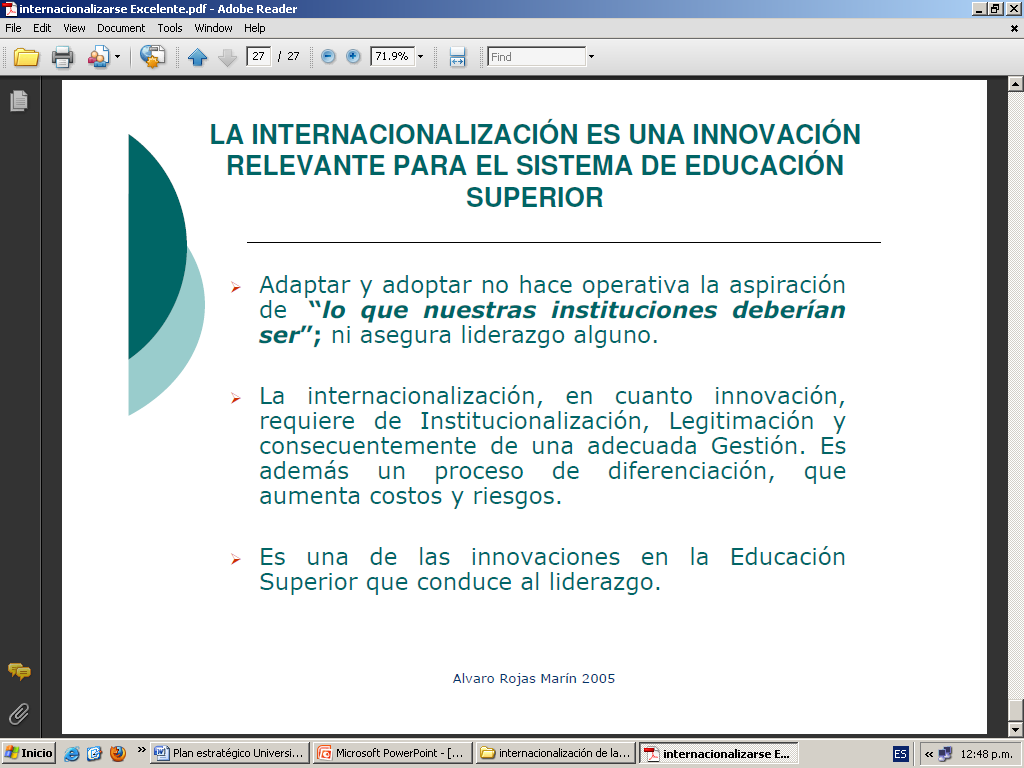 internacionalizarse Excelente.pdf - Adobe Reader
File Edit View Document Tools Window Help
27 / 27 71.9% Find
LA INTERNACIONALIZACIÓN ES UNA INNOVACIÓN
RELEVANTE PARA EL SISTEMA DE EDUCACIÓN
SUPERIOR
Adaptar y adoptar no hace operativa la aspiración
de “lo que nuestras instituciones deberían
ser”; ni asegura liderazgo alguno.
La internacionalización, en cuanto innovación,
requiere de Institucionalización, Legitimación y
consecuentemente de una adecuada Gestión. Es
además un proceso de diferenciación, que
aumenta costos y riesgos.
Es una de las innovaciones en la Educación
Superior que conduce al liderazgo.
Alvaro Rojas Marín 2005
Inicio » Plan estratégico Universi... Microsoft PowerPoint - [... internacionalización de la... internacionalizarse E... ES « 12:48 p.m.